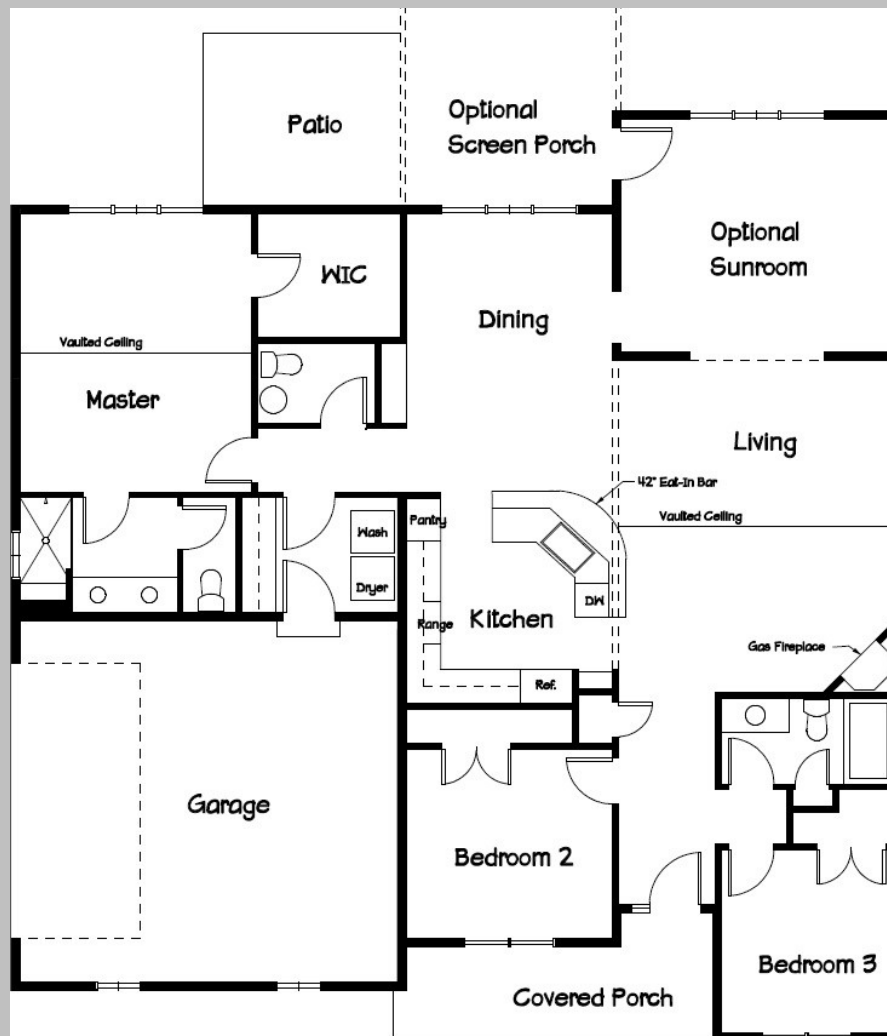 Patio
Optional
Screen Porch
Optional
Sunroom
WIC
Dining
Vaulted Ceiling
Master
Living
42" Eat-In Bar
Pantry
Vaulted Ceiling
Wash
Dryer
DW
Range
Kitchen
Gas Fireplace
Ref.
Garage
Bedroom 2
Bedroom 3
Covered Porch